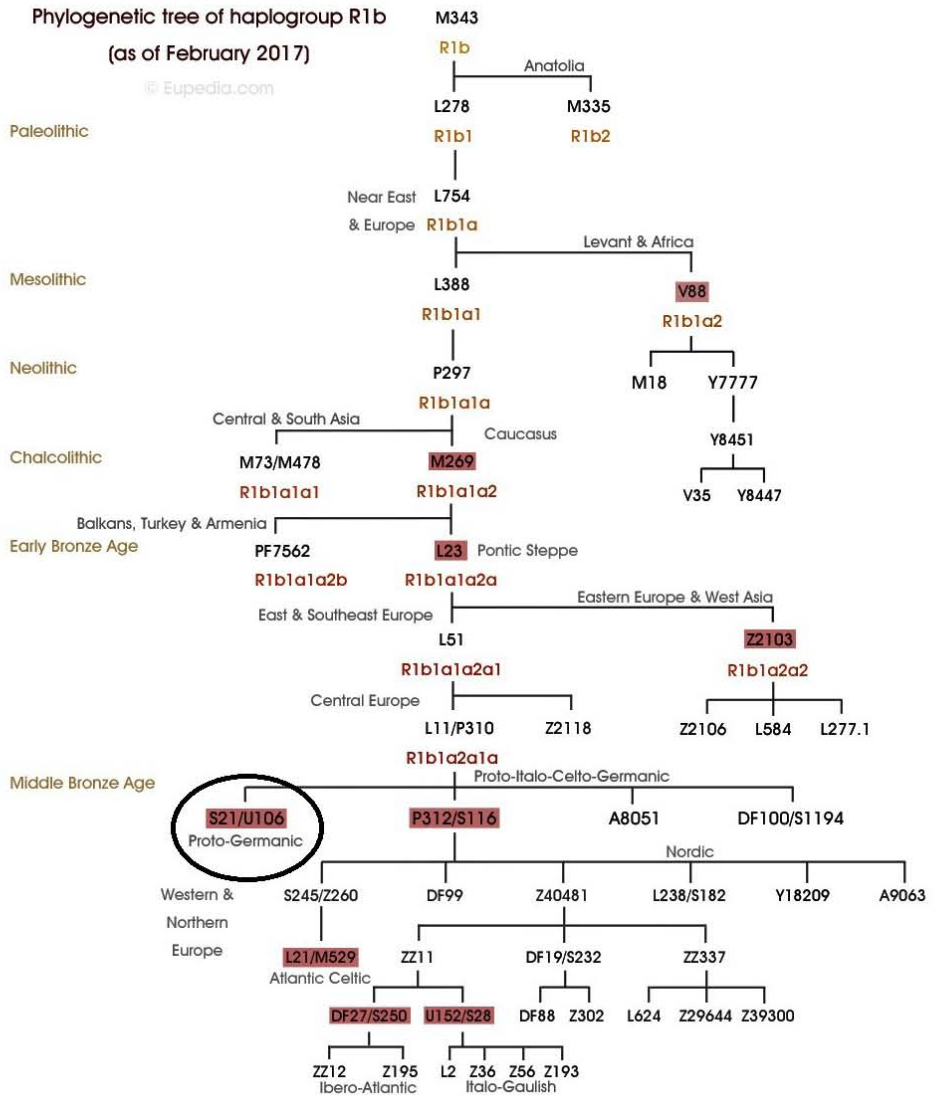 Phylogenetic tree of haplogroup R1b
(as of February 2017)
© Eupedia.com
M343
R1b
Anatolia
L278
M335
Paleolithic
R1b1
R1b2
Near East
L754
& Europe
R1b1a
Levant & Africa
Mesolithic
L388
V88
R1b1a1
R1b1a2
Neolithic
P297
M18
Y7777
R1b1a1a
Central & South Asia
Caucasus
Y8451
Chalcolithic
M73/M478
M269
R1b1a1a1
R1b1a1a2
V35
Y8447
Balkans, Turkey & Armenia
Early Bronze Age
PF7562
L23
Pontic Steppe
R1b1a1a2b
R1b1a1a2a
Eastern Europe & West Asia
East & Southeast Europe
L51
Z2103
R1b1a1a2a1
R1b1a2a2
Central Europe
L11/P310
Z2118
Z2106
L584
L277.1
R1b1a2a1a
Middle Bronze Age
Proto-Italo-Celto-Germanic
S21/U106
P312/S116
A8051
DF100/S1194
Proto-Germanic
Nordic
Western &
Northern
Europe
S245/Z260
DF99
Z40481
L238/S182
Y18209
A9063
L21/M529
ZZ11
DF19/S232
ZZ337
Atlantic Celtic
DF27/S250
U152/S28
DF88
Z302
L624
Z29644
Z39300
ZZ12
Z195
L2
Z36
Z56
Z193
Ibero-Atlantic
Italo-Gaulish